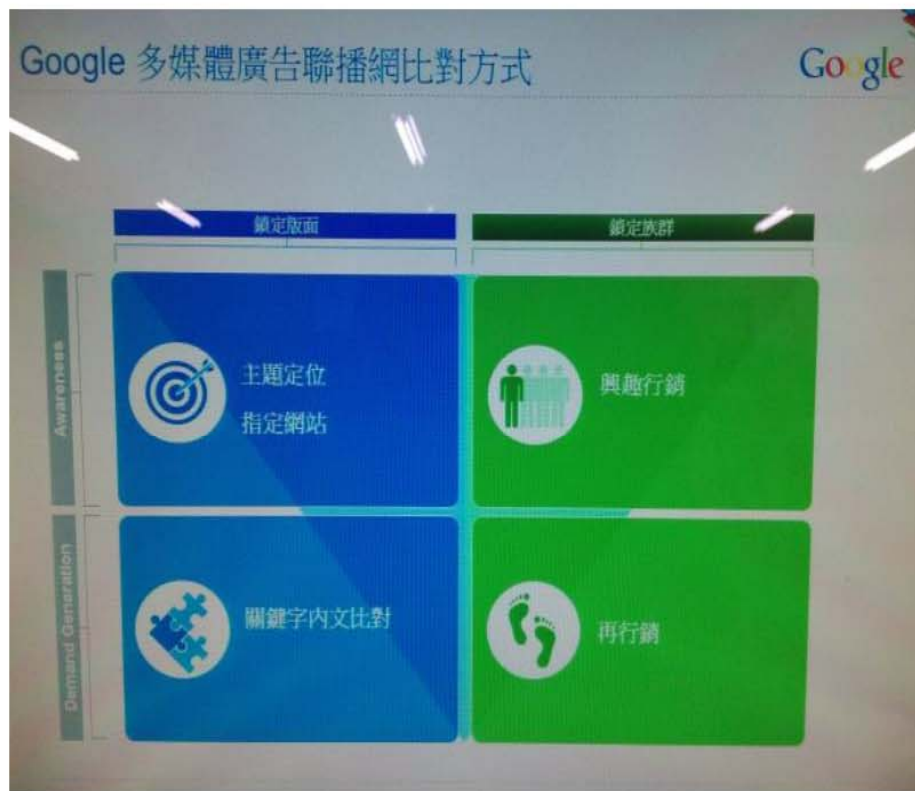 Google 多媒體廣告聯播網比對方式
Google
鎖定版面
鎖定族群
Awareness
主題定位
指定網站
興趣行銷
Demand Generation
關鍵字內文比對
再行銷